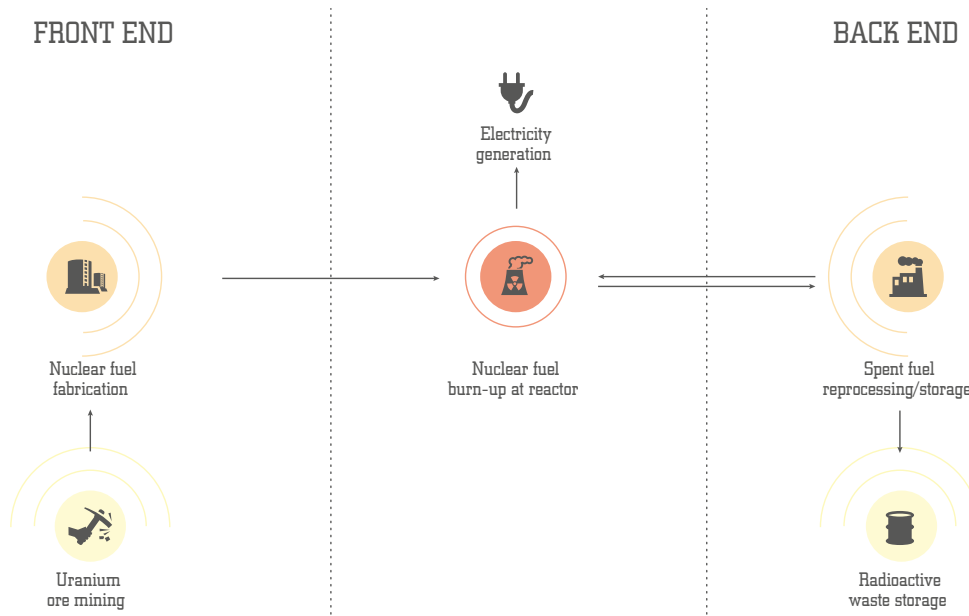 FRONT END
BACK END
Electricity
generation
Nuclear fuel
fabrication
Nuclear fuel
burn-up at reactor
Spent fuel
reprocessing/storage
Uranium
ore mining
Radioactive
waste storage